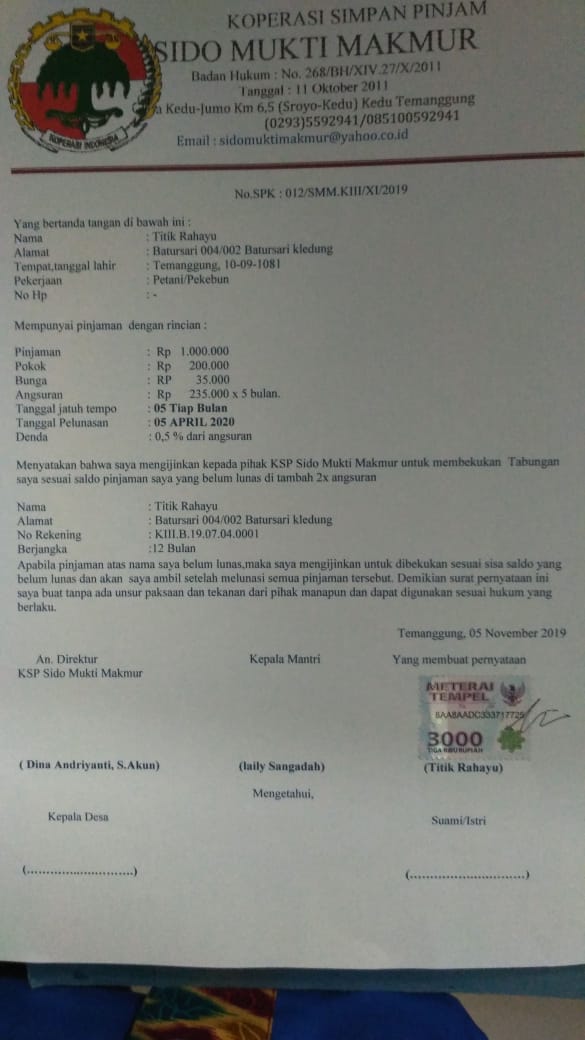 KOPERASI SIMPAN PINJAM
SIDO MUKTI MAKMUR
Badan Hukum : No. 268/BH/XIV.27/X/2011
Tanggal : 11 Oktober 2011
a Kedu-Jumo Km 6,5 (Sroyo-Kedu) Kedu Temanggung
(0293)5592941/085100592941
Email : sidomuktimakmur@yahoo.co.id
KOPERASI INDONESIA
No.SPK : 012/SMM.KIII/XI/2019
Yang bertanda tangan di bawah ini :
Nama : Titik Rahayu
Alamat : Batursari 004/002 Batursari kledung
Tempat,tanggal lahir : Temanggung, 10-09-1081
Pekerjaan : Petani/Pekebun
No Hp : -
Mempunyai pinjaman dengan rincian :
Pinjaman : Rp 1.000.000
Pokok : Rp 200.000
Bunga : RP 35.000
Angsuran : Rp 235.000 x 5 bulan.
Tanggal jatuh tempo : 05 Tiap Bulan
Tanggal Pelunasan : 05 APRIL 2020
Denda : 0,5 % dari angsuran
Menyatakan bahwa saya mengijinkan kepada pihak KSP Sido Mukti Makmur untuk membekukan Tabungan
saya sesuai saldo pinjaman saya yang belum lunas di tambah 2x angsuran
Nama : Titik Rahayu
Alamat : Batursari 004/002 Batursari kledung
No Rekening : KIII.B.19.07.04.0001
Berjangka :12 Bulan
Apabila pinjaman atas nama saya belum lunas,maka saya mengijinkan untuk dibekukan sesuai sisa saldo yang
belum lunas dan akan saya ambil setelah melunasi semua pinjaman tersebut. Demikian surat pernyataan ini
saya buat tanpa ada unsur paksaan dan tekanan dari pihak manapun dan dapat digunakan sesuai hukum yang
berlaku.
Temanggung, 05 November 2019
An. Direktur Kepala Mantri Yang membuat pernyataan
KSP Sido Mukti Makmur
METERAI
TEMPEL
8AA8AADC333717725
3000
TIGA RIBU RUPIAH
( Dina Andriyanti, S.Akun) (laily Sangadah) (Titik Rahayu)
Mengetahui,
Kepala Desa Suami/Istri
(............................) (..............................)